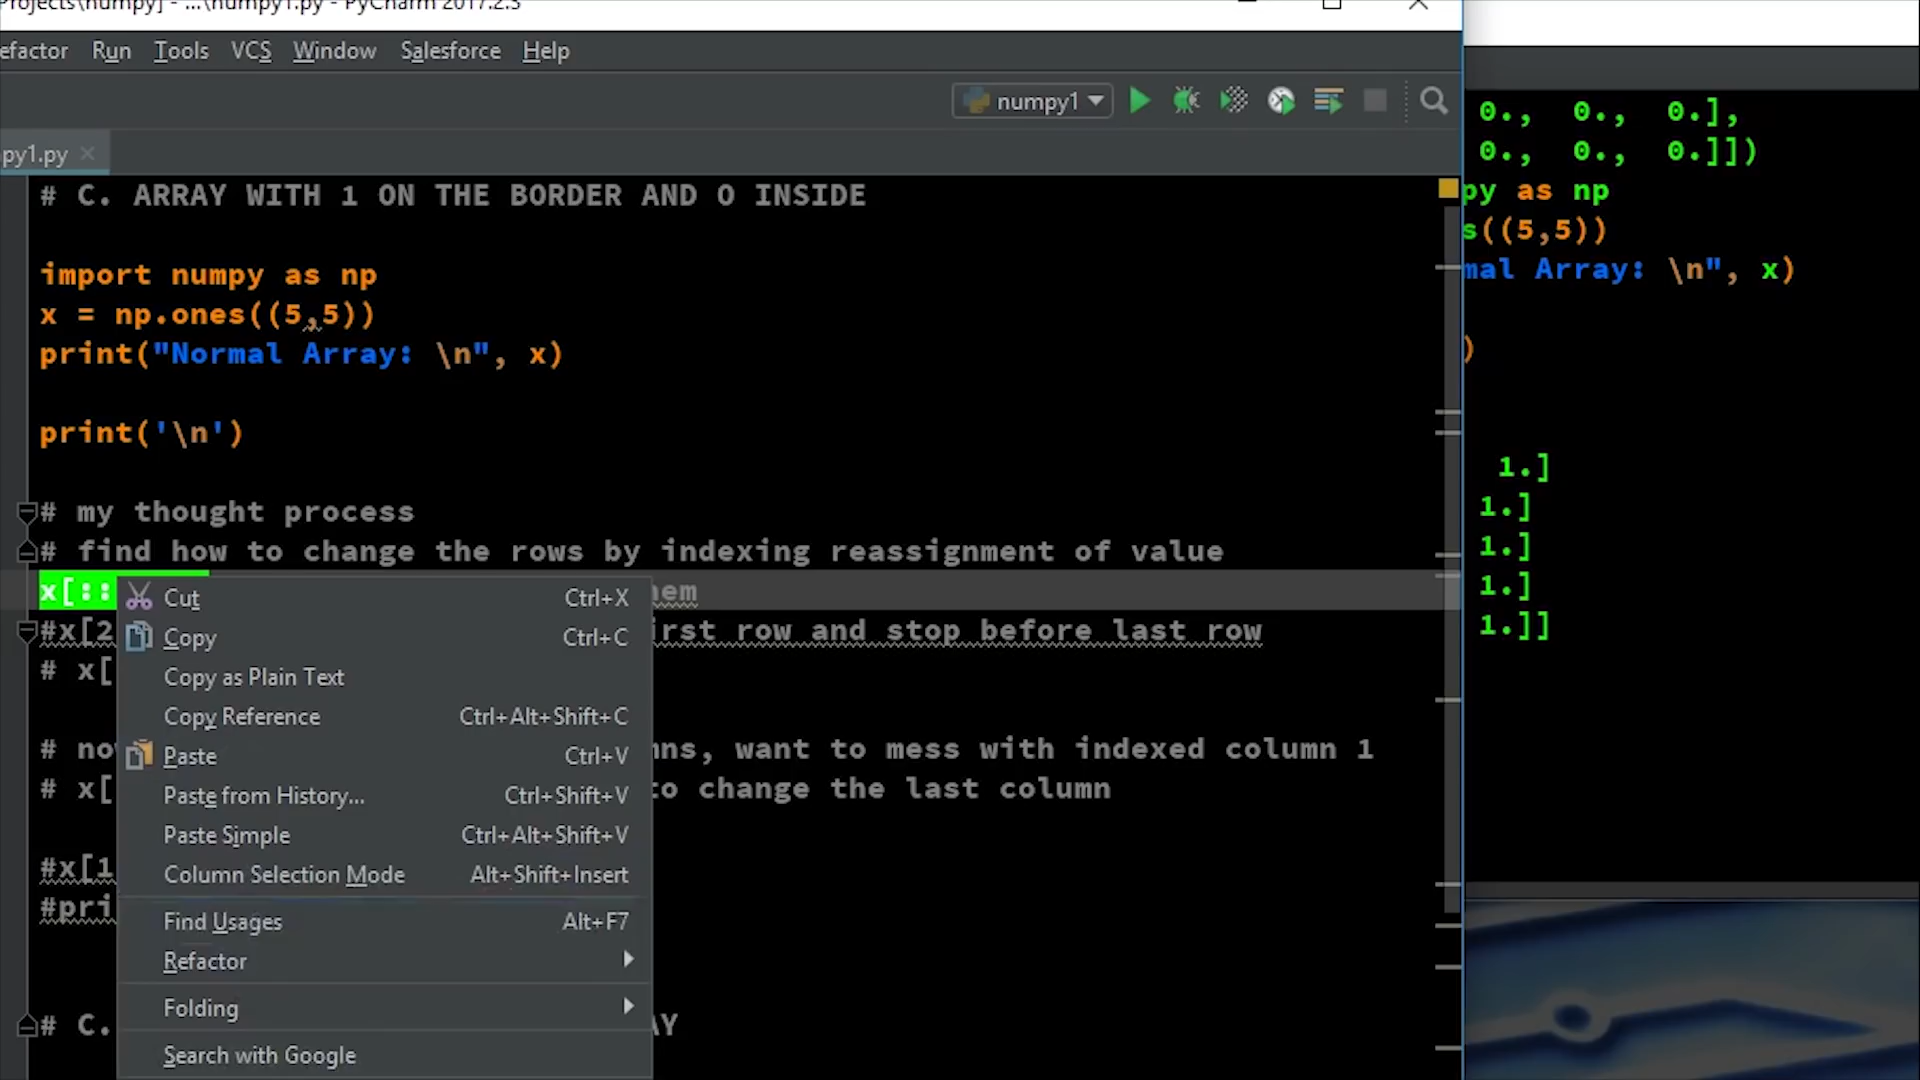 Projects\numpy] - ...\numpy1.py - PyCharm 2017.2.3
efactor Run Tools VCS Window Salesforce Help
numpy1
py1.py
# C. ARRAY WITH 1 ON THE BORDER AND O INSIDE
import numpy as np
x = np.ones((5,5))
print("Normal Array: \n", x)
print('\n')
# my thought process
# find how to change the rows by indexing reassignment of value
x[::
#x[2 irst row and stop before last row
# x[
# no ns, want to mess with indexed column 1
# x[ to change the last column
#x[1
#pri
# C. AY
Cut Ctrl+X
Copy Ctrl+C
Copy as Plain Text
Copy Reference Ctrl+Alt+Shift+C
Paste Ctrl+V
Paste from History... Ctrl+Shift+V
Paste Simple Ctrl+Alt+Shift+V
Column Selection Mode Alt+Shift+Insert
Find Usages Alt+F7
Refactor
Folding
Search with Google
0., 0., 0.],
0., 0., 0.]])
py as np
s((5,5))
mal Array: \n", x)
)
1.]
1.]
1.]
1.]
1.]]